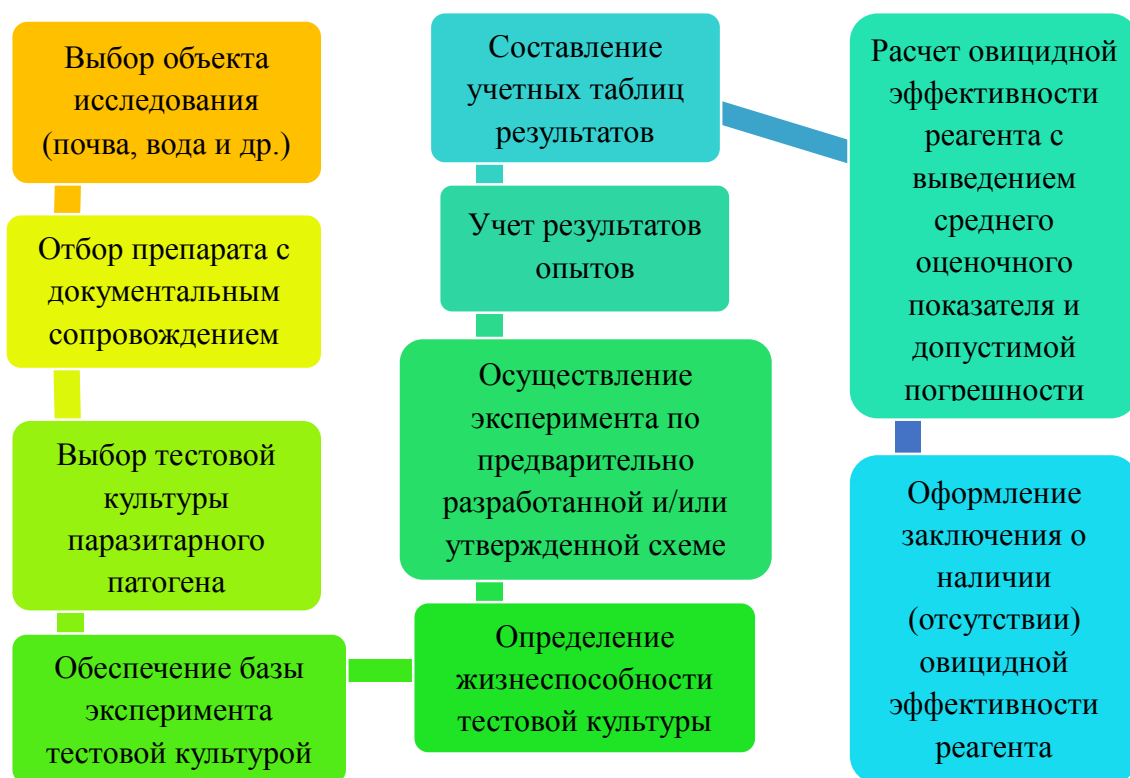 Выбор объекта
исследования
(почва, вода и др.)
Отбор препарата с
документальным
сопровождением
Выбор тестовой
культуры
паразитарного
патогена
Обеспечение базы
эксперимента
тестовой культурой
Определение
жизнеспособности
тестовой культуры
Осуществление
эксперимента по
предварительно
разработанной и/или
утвержденной схеме
Учет результатов
опытов
Составление
учетных таблиц
результатов
Расчет овицидной
эффективности
реагента с
выведением
среднего
оценочного
показателя и
допустимой
погрешности
Оформление
заключения о
наличии
(отсутствии)
овицидной
эффективности
реагента